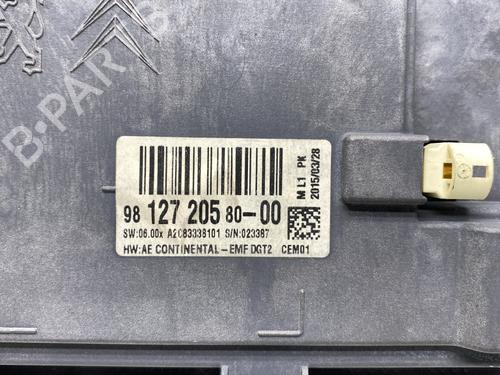 B-PARTS
98 127 205 80-00
SW:06.00x A2C83338101 S/N:023387
HW:AE CONTINENTAL-EMF DGT2 CEM01
M L1 PK
2015/03/28